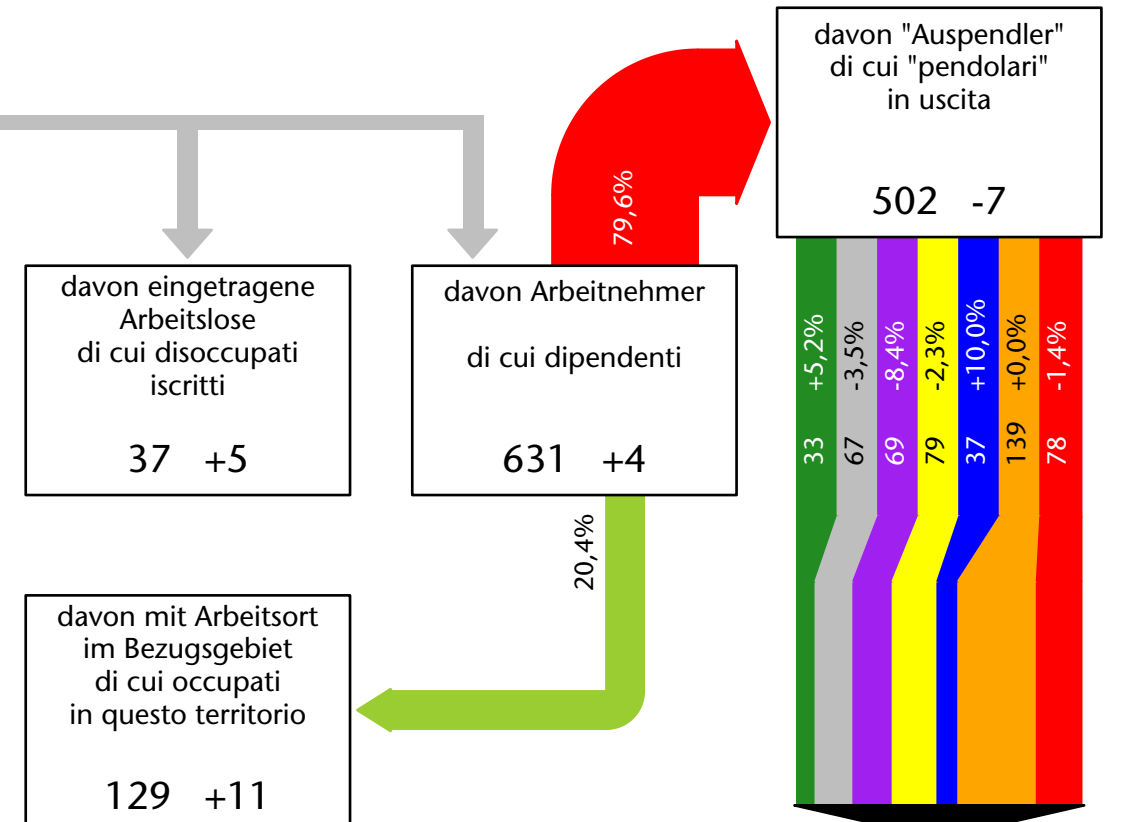 davon "Auspendler"
di cui "pendolari"
in uscita
502 -7
79,6%
davon eingetragene
Arbeitslose
di cui disoccupati
iscritti
37 +5
davon Arbeitnehmer
di cui dipendenti
631 +4
33 +5,2%
67 -3,5%
69 -8,4%
79 -2,3%
37 +10,0%
139 +0,0%
78 -1,4%
20,4%
davon mit Arbeitsort
im Bezugsgebiet
di cui occupati
in questo territorio
129 +11